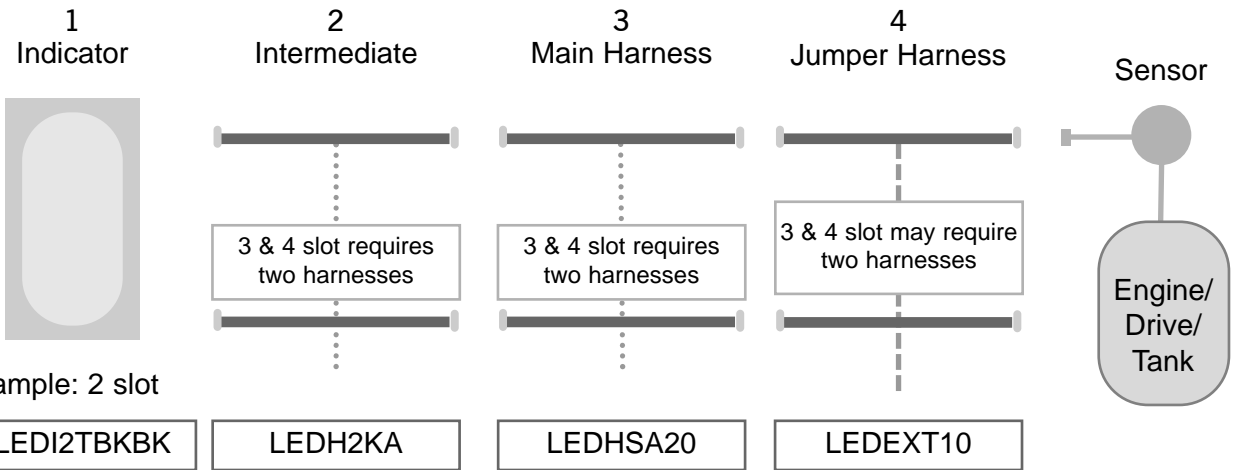 1
Indicator
2
Intermediate
3
Main Harness
4
Jumper Harness
Sensor
3 & 4 slot requires
two harnesses
3 & 4 slot requires
two harnesses
3 & 4 slot may require
two harnesses
Engine/
Drive/
Tank
ample: 2 slot
LEDI2TBKBK
LEDH2KA
LEDHSA20
LEDEXT10